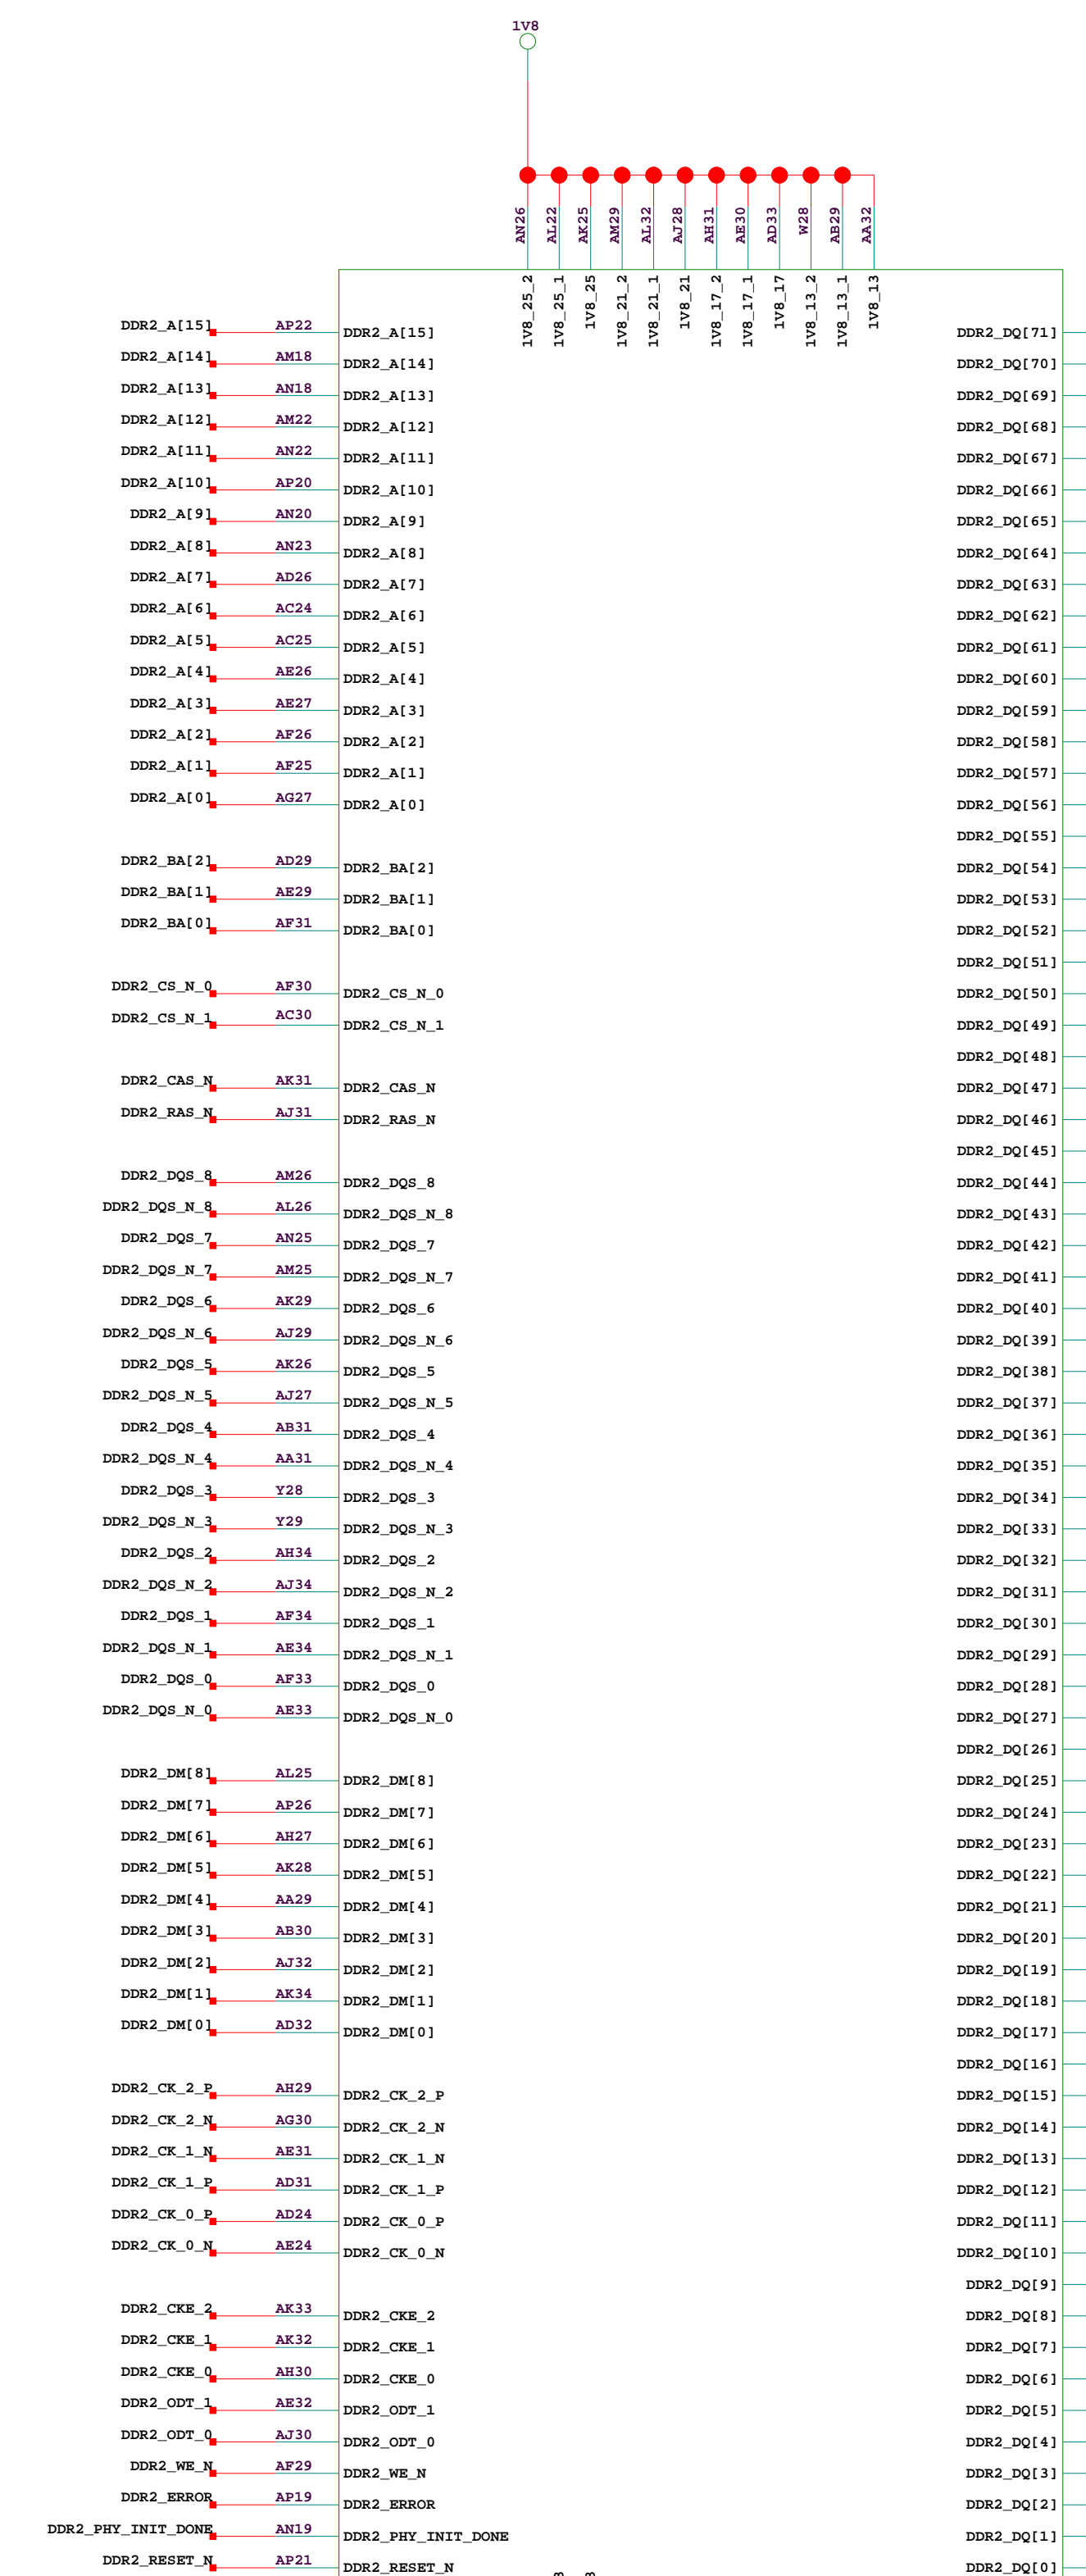 1V8
AN26 AL22 AK25 AM29 AL32 AJ28 AH31 AE30 AD33 W28 AB29 AA32
1V8_25_2 1V8_25_1 1V8_25 1V8_21_2 1V8_21_1 1V8_21 1V8_17_2 1V8_17_1 1V8_17 1V8_13_2 1V8_13_1 1V8_13
DDR2_A[15] AP22 DDR2_A[15] DDR2_DQ[71]
DDR2_A[14] AM18 DDR2_A[14] DDR2_DQ[70]
DDR2_A[13] AN18 DDR2_A[13] DDR2_DQ[69]
DDR2_A[12] AM22 DDR2_A[12] DDR2_DQ[68]
DDR2_A[11] AN22 DDR2_A[11] DDR2_DQ[67]
DDR2_A[10] AP20 DDR2_A[10] DDR2_DQ[66]
DDR2_A[9] AN20 DDR2_A[9] DDR2_DQ[65]
DDR2_A[8] AN23 DDR2_A[8] DDR2_DQ[64]
DDR2_A[7] AD26 DDR2_A[7] DDR2_DQ[63]
DDR2_A[6] AC24 DDR2_A[6] DDR2_DQ[62]
DDR2_A[5] AC25 DDR2_A[5] DDR2_DQ[61]
DDR2_A[4] AE26 DDR2_A[4] DDR2_DQ[60]
DDR2_A[3] AE27 DDR2_A[3] DDR2_DQ[59]
DDR2_A[2] AF26 DDR2_A[2] DDR2_DQ[58]
DDR2_A[1] AF25 DDR2_A[1] DDR2_DQ[57]
DDR2_A[0] AG27 DDR2_A[0] DDR2_DQ[56]
DDR2_DQ[55]
DDR2_BA[2] AD29 DDR2_BA[2] DDR2_DQ[54]
DDR2_BA[1] AE29 DDR2_BA[1] DDR2_DQ[53]
DDR2_BA[0] AF31 DDR2_BA[0] DDR2_DQ[52]
DDR2_DQ[51]
DDR2_CS_N_0 AF30 DDR2_CS_N_0 DDR2_DQ[50]
DDR2_CS_N_1 AC30 DDR2_CS_N_1 DDR2_DQ[49]
DDR2_DQ[48]
DDR2_CAS_N AK31 DDR2_CAS_N DDR2_DQ[47]
DDR2_RAS_N AJ31 DDR2_RAS_N DDR2_DQ[46]
DDR2_DQ[45]
DDR2_DQS_8 AM26 DDR2_DQS_8 DDR2_DQ[44]
DDR2_DQS_N_8 AL26 DDR2_DQS_N_8 DDR2_DQ[43]
DDR2_DQS_7 AN25 DDR2_DQS_7 DDR2_DQ[42]
DDR2_DQS_N_7 AM25 DDR2_DQS_N_7 DDR2_DQ[41]
DDR2_DQS_6 AK29 DDR2_DQS_6 DDR2_DQ[40]
DDR2_DQS_N_6 AJ29 DDR2_DQS_N_6 DDR2_DQ[39]
DDR2_DQS_5 AK26 DDR2_DQS_5 DDR2_DQ[38]
DDR2_DQS_N_5 AJ27 DDR2_DQS_N_5 DDR2_DQ[37]
DDR2_DQS_4 AB31 DDR2_DQS_4 DDR2_DQ[36]
DDR2_DQS_N_4 AA31 DDR2_DQS_N_4 DDR2_DQ[35]
DDR2_DQS_3 Y28 DDR2_DQS_3 DDR2_DQ[34]
DDR2_DQS_N_3 Y29 DDR2_DQS_N_3 DDR2_DQ[33]
DDR2_DQS_2 AH34 DDR2_DQS_2 DDR2_DQ[32]
DDR2_DQS_N_2 AJ34 DDR2_DQS_N_2 DDR2_DQ[31]
DDR2_DQS_1 AF34 DDR2_DQS_1 DDR2_DQ[30]
DDR2_DQS_N_1 AE34 DDR2_DQS_N_1 DDR2_DQ[29]
DDR2_DQS_0 AF33 DDR2_DQS_0 DDR2_DQ[28]
DDR2_DQS_N_0 AE33 DDR2_DQS_N_0 DDR2_DQ[27]
DDR2_DQ[26]
DDR2_DM[8] AL25 DDR2_DM[8] DDR2_DQ[25]
DDR2_DM[7] AP26 DDR2_DM[7] DDR2_DQ[24]
DDR2_DM[6] AH27 DDR2_DM[6] DDR2_DQ[23]
DDR2_DM[5] AK28 DDR2_DM[5] DDR2_DQ[22]
DDR2_DM[4] AA29 DDR2_DM[4] DDR2_DQ[21]
DDR2_DM[3] AB30 DDR2_DM[3] DDR2_DQ[20]
DDR2_DM[2] AJ32 DDR2_DM[2] DDR2_DQ[19]
DDR2_DM[1] AK34 DDR2_DM[1] DDR2_DQ[18]
DDR2_DM[0] AD32 DDR2_DM[0] DDR2_DQ[17]
DDR2_DQ[16]
DDR2_CK_2_P AH29 DDR2_CK_2_P DDR2_DQ[15]
DDR2_CK_2_N AG30 DDR2_CK_2_N DDR2_DQ[14]
DDR2_CK_1_N AE31 DDR2_CK_1_N DDR2_DQ[13]
DDR2_CK_1_P AD31 DDR2_CK_1_P DDR2_DQ[12]
DDR2_CK_0_P AD24 DDR2_CK_0_P DDR2_DQ[11]
DDR2_CK_0_N AE24 DDR2_CK_0_N DDR2_DQ[10]
DDR2_DQ[9]
DDR2_CKE_2 AK33 DDR2_CKE_2 DDR2_DQ[8]
DDR2_CKE_1 AK32 DDR2_CKE_1 DDR2_DQ[7]
DDR2_CKE_0 AH30 DDR2_CKE_0 DDR2_DQ[6]
DDR2_ODT_1 AE32 DDR2_ODT_1 DDR2_DQ[5]
DDR2_ODT_0 AJ30 DDR2_ODT_0 DDR2_DQ[4]
DDR2_WE_N AF29 DDR2_WE_N DDR2_DQ[3]
DDR2_ERROR AP19 DDR2_ERROR DDR2_DQ[2]
DDR2_PHY_INIT_DONE AN19 DDR2_PHY_INIT_DONE DDR2_DQ[1]
DDR2_RESET_N AP21 DDR2_RESET_N DDR2_DQ[0]